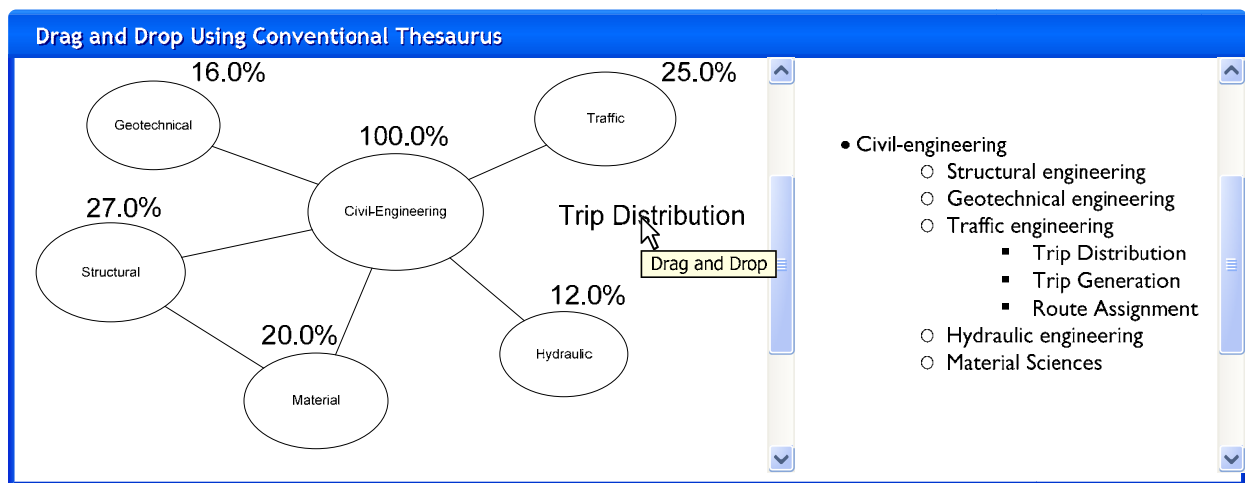 Drag and Drop Using Conventional Thesaurus
16.0%
25.0%
Geotechnical
Traffic
100.0%
27.0%
Civil-Engineering
Trip Distribution
Drag and Drop
Structural
12.0%
20.0%
Hydraulic
Material
• Civil-engineering
○ Structural engineering
○ Geotechnical engineering
○ Traffic engineering
▪ Trip Distribution
▪ Trip Generation
▪ Route Assignment
○ Hydraulic engineering
○ Material Sciences